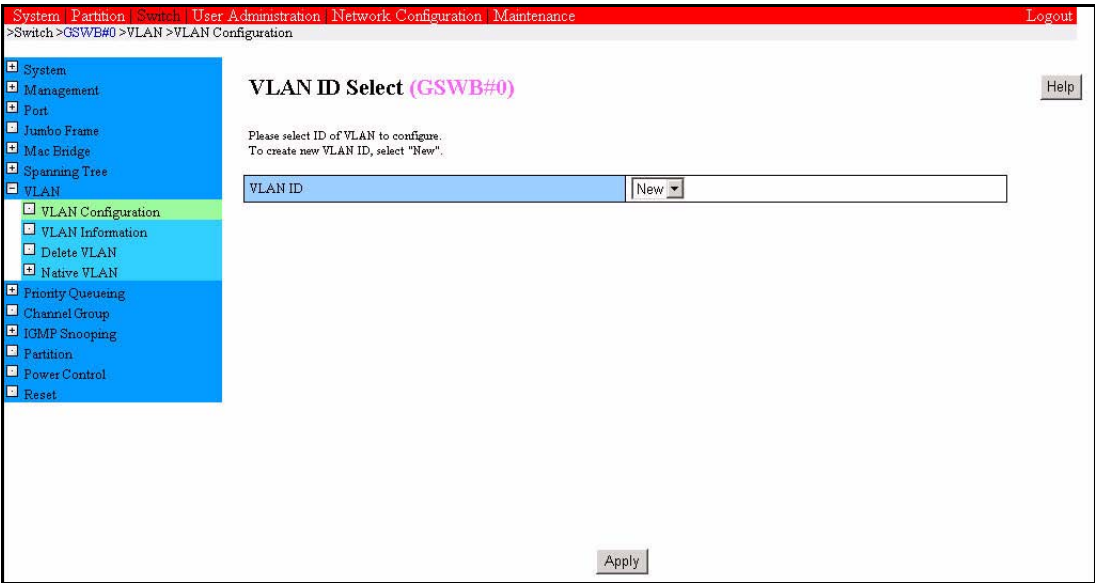 System | Partition | Switch | User Administration | Network Configuration | Maintenance Logout
>Switch >GSWB#0 >VLAN >VLAN Configuration
System
Management
Port
Jumbo Frame
Mac Bridge
Spanning Tree
VLAN
VLAN Configuration
VLAN Information
Delete VLAN
Native VLAN
Priority Queueing
Channel Group
IGMP Snooping
Partition
Power Control
Reset
VLAN ID Select (GSWB#0)
Help
Please select ID of VLAN to configure.
To create new VLAN ID, select "New".
VLAN ID New
Apply